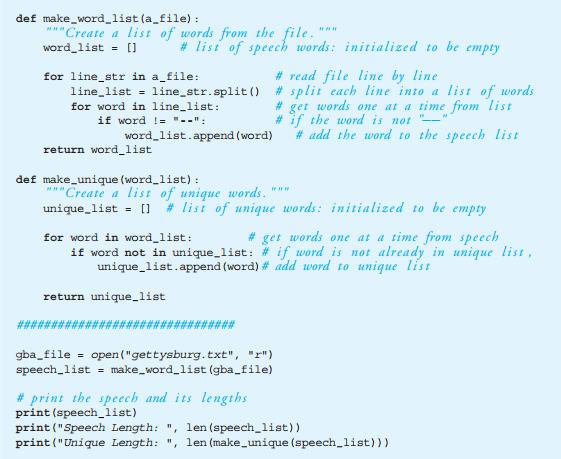 def make_word_list(a_file):
    """Create a list of words from the file."""
    word_list = []      # list of speech words: initialized to be empty

    for line_str in a_file:          # read file line by line
        line_list = line_str.split()  # split each line into a list of words
        for word in line_list:        # get words one at a time from list
            if word != "--":          # if the word is not "--"
                word_list.append(word)   # add the word to the speech list
    return word_list

def make_unique(word_list):
    """Create a list of unique words."""
    unique_list = []  # list of unique words: initialized to be empty

    for word in word_list:        # get words one at a time from speech
        if word not in unique_list: # if word is not already in unique list,
            unique_list.append(word)# add word to unique list

    return unique_list

################################

gba_file = open("gettysburg.txt", "r")
speech_list = make_word_list(gba_file)

# print the speech and its lengths
print(speech_list)
print("Speech Length: ", len(speech_list))
print("Unique Length: ", len(make_unique(speech_list)))